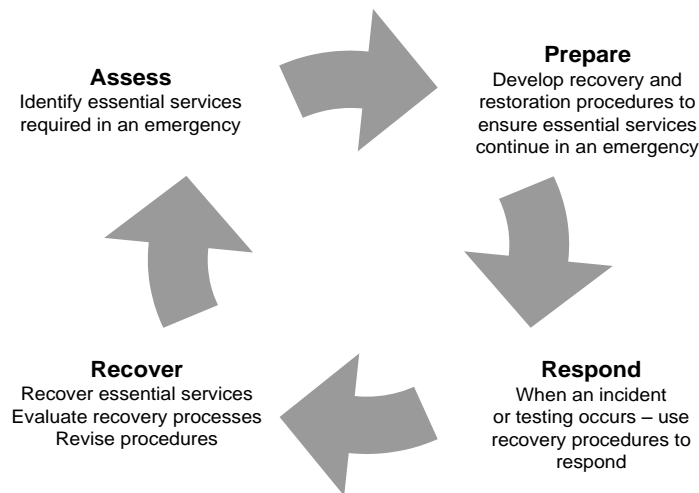 Assess
Identify essential services
required in an emergency
Prepare
Develop recovery and
restoration procedures to
ensure essential services
continue in an emergency
Respond
When an incident
or testing occurs – use
recovery procedures to
respond
Recover
Recover essential services
Evaluate recovery processes
Revise procedures